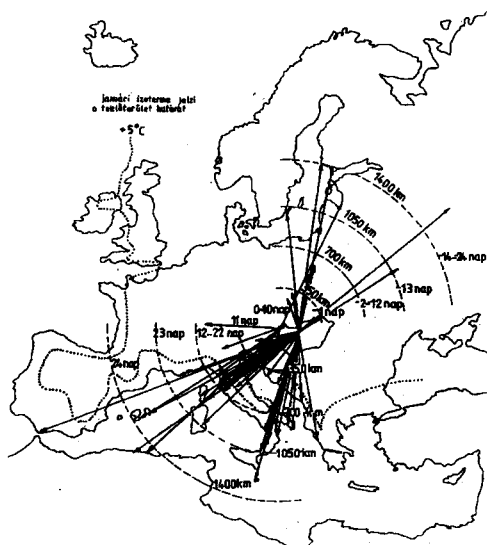 januári izoterma jelzi
a telelőterület határát
+5°C
1400 km
1050 km
700 km
350 km
14-24 nap
13 nap
2-12 nap
1 nap
0-10 nap
11 nap
12-22 nap
23 nap
24 nap
350 km
700 km
1050 km
1400 km